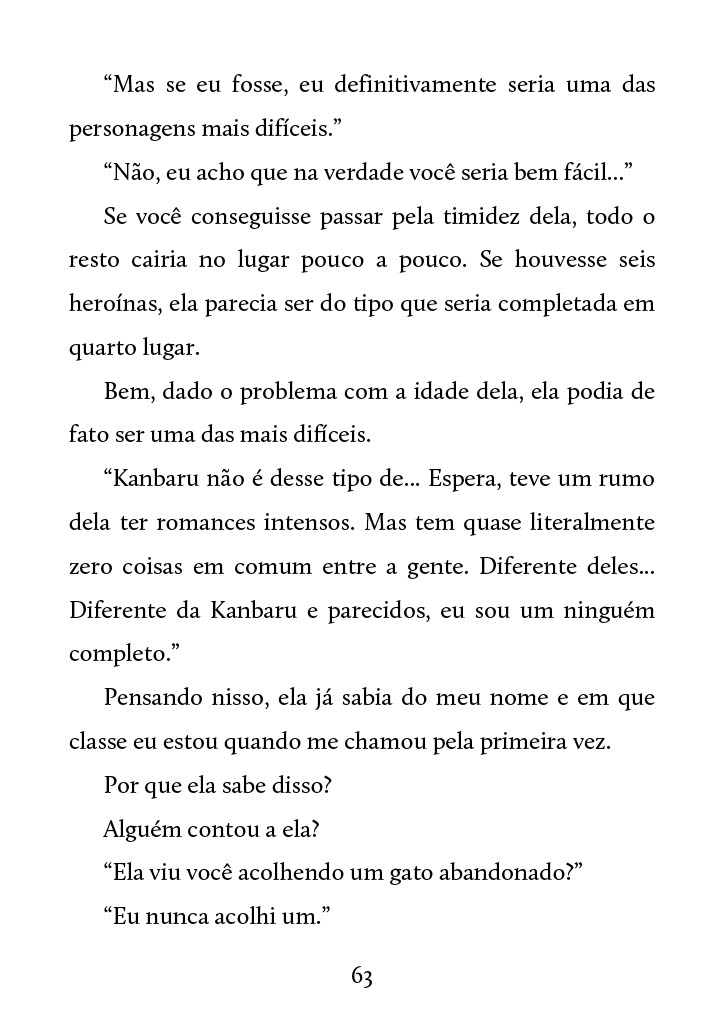 “Mas se eu fosse, eu definitivamente seria uma das
personagens mais difíceis.”
“Não, eu acho que na verdade você seria bem fácil...”
Se você conseguisse passar pela timidez dela, todo o
resto cairia no lugar pouco a pouco. Se houvesse seis
heroínas, ela parecia ser do tipo que seria completada em
quarto lugar.
Bem, dado o problema com a idade dela, ela podia de
fato ser uma das mais difíceis.
“Kanbaru não é desse tipo de... Espera, teve um rumo
dela ter romances intensos. Mas tem quase literalmente
zero coisas em comum entre a gente. Diferente deles...
Diferente da Kanbaru e parecidos, eu sou um ninguém
completo.”
Pensando nisso, ela já sabia do meu nome e em que
classe eu estou quando me chamou pela primeira vez.
Por que ela sabe disso?
Alguém contou a ela?
“Ela viu você acolhendo um gato abandonado?”
“Eu nunca acolhi um.”
63